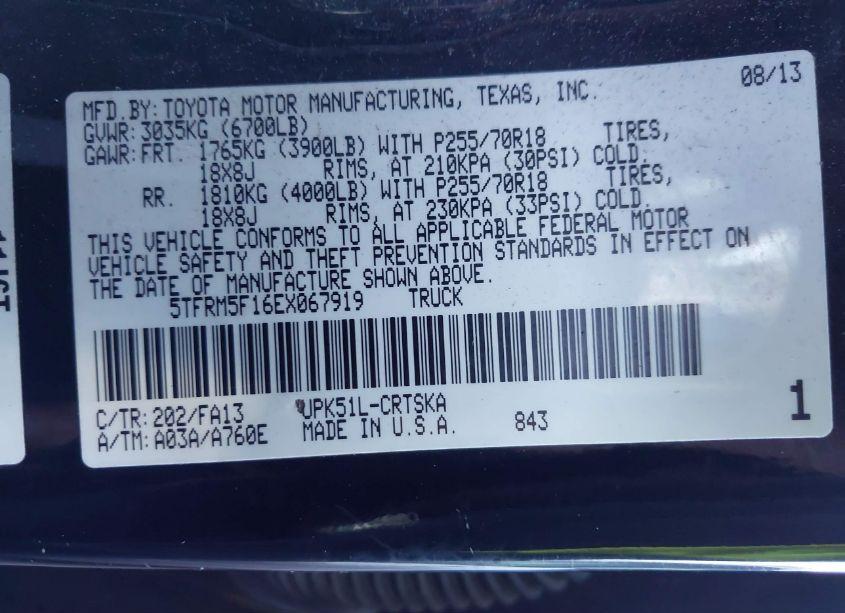 08/13
MFD.BY:TOYOTA MOTOR MANUFACTURING, TEXAS, INC.
GVWR:3035KG (6700LB)
GAWR:FRT. 1765KG (3900LB) WITH P255/70R18 TIRES,
18X8J RIMS, AT 210KPA (30PSI) COLD.
RR. 1810KG (4000LB) WITH P255/70R18 TIRES,
18X8J RIMS, AT 230KPA (33PSI) COLD.
THIS VEHICLE CONFORMS TO ALL APPLICABLE FEDERAL MOTOR
VEHICLE SAFETY AND THEFT PREVENTION STANDARDS IN EFFECT ON
THE DATE OF MANUFACTURE SHOWN ABOVE.
5TFRM5F16EX067919 TRUCK
C/TR:202/FA13 UPK51L-CRTSKA
A/TM:A03A/A760E MADE IN U.S.A. 843
1